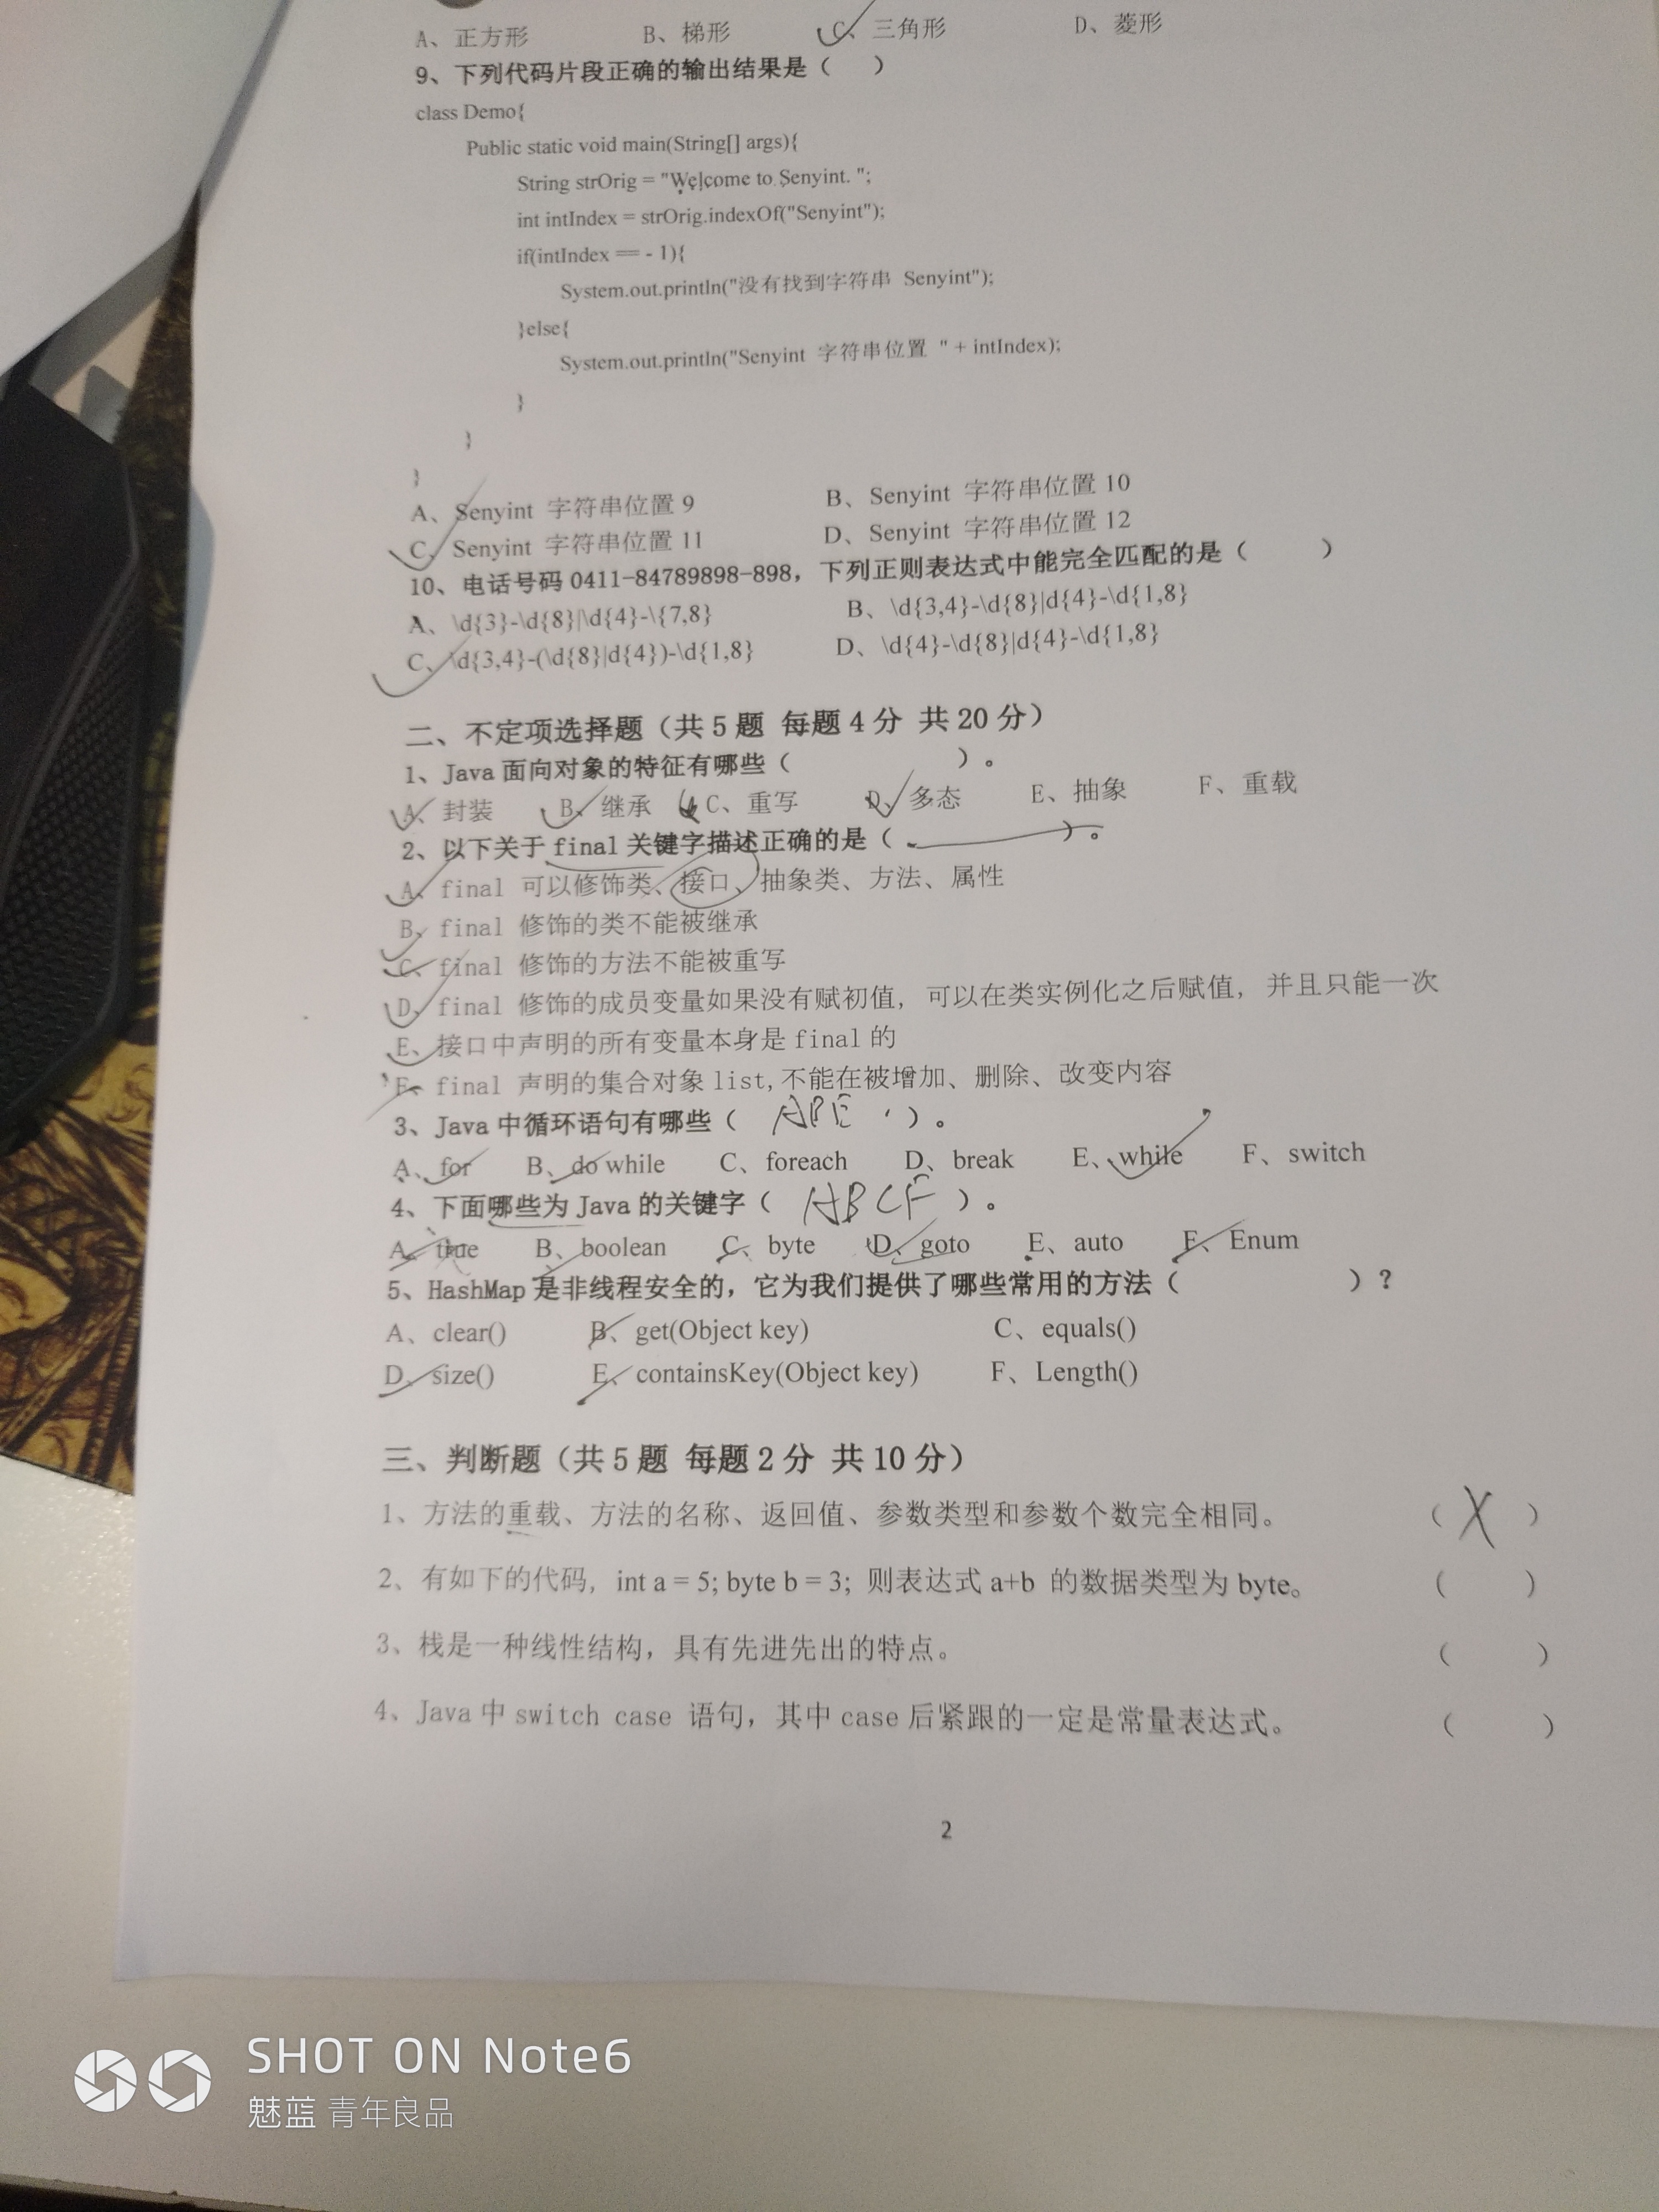 A、正方形 B、梯形 C、三角形 D、菱形
9、下列代码片段正确的输出结果是（ ）
class Demo{
Public static void main(String[] args){
String strOrig = "Welcome to Senyint. ";
int intIndex = strOrig.indexOf("Senyint");
if(intIndex == - 1){
System.out.println("没有找到字符串 Senyint");
}else{
System.out.println("Senyint 字符串位置 " + intIndex);
}
}
}
A、Senyint 字符串位置 9 B、Senyint 字符串位置 10
C、Senyint 字符串位置 11 D、Senyint 字符串位置 12
10、电话号码 0411-84789898-898，下列正则表达式中能完全匹配的是（ ）
A、\d{3}-\d{8}|\d{4}-\{7,8} B、\d{3,4}-\d{8}|d{4}-\d{1,8}
C、\d{3,4}-(\d{8}|d{4})-\d{1,8} D、\d{4}-\d{8}|d{4}-\d{1,8}
二、不定项选择题（共 5 题 每题 4 分 共 20 分）
1、Java 面向对象的特征有哪些（ ）。
A、封装 B、继承 C、重写 D、多态 E、抽象 F、重载
2、以下关于 final 关键字描述正确的是（ ）。
A、final 可以修饰类、接口、抽象类、方法、属性
B、final 修饰的类不能被继承
C、final 修饰的方法不能被重写
D、final 修饰的成员变量如果没有赋初值, 可以在类实例化之后赋值, 并且只能一次
E、接口中声明的所有变量本身是 final 的
F、final 声明的集合对象 list,不能在被增加、删除、改变内容
3、Java 中循环语句有哪些（ ABE ）。
A、for B、do while C、foreach D、break E、while F、switch
4、下面哪些为 Java 的关键字（ ABCF ）。
A、true B、boolean C、byte D、goto E、auto F、Enum
5、HashMap 是非线程安全的，它为我们提供了哪些常用的方法（ ）？
A、clear() B、get(Object key) C、equals()
D、size() E、containsKey(Object key) F、Length()
三、判断题（共 5 题 每题 2 分 共 10 分）
1、方法的重载、方法的名称、返回值、参数类型和参数个数完全相同。 （ X ）
2、有如下的代码, int a = 5; byte b = 3; 则表达式 a+b 的数据类型为 byte。 （ ）
3、栈是一种线性结构，具有先进先出的特点。 （ ）
4、Java 中 switch case 语句，其中 case 后紧跟的一定是常量表达式。 （ ）
2
SHOT ON Note6
魅蓝 青年良品